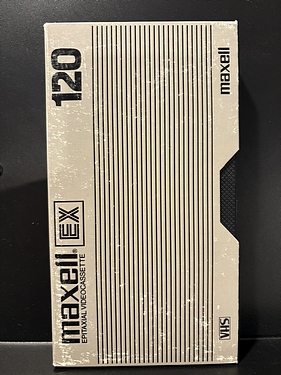 maxell® EX 120
EPITAXIAL VIDEOCASSETTE
VHS
maxell